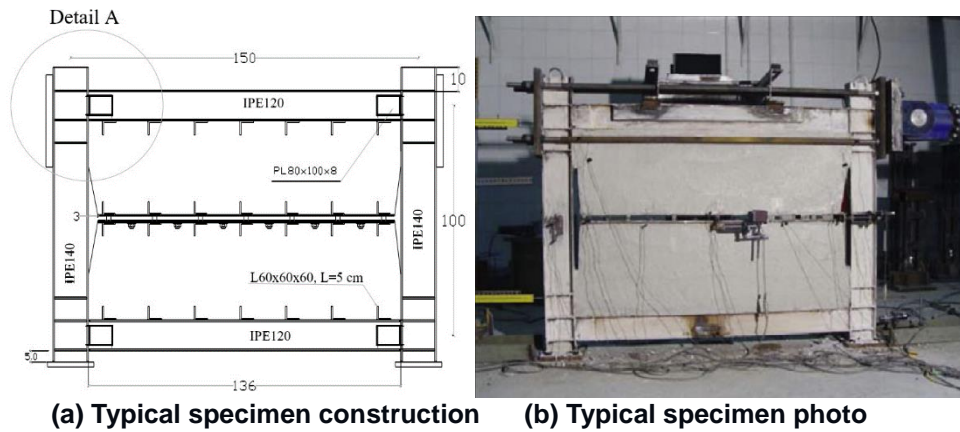 Detail A
150
10
IPE120
PL80×100×8
3
100
IPE140
IPE140
L60x60x60, L=5 cm
IPE120
5.0
136
(a) Typical specimen construction (b) Typical specimen photo